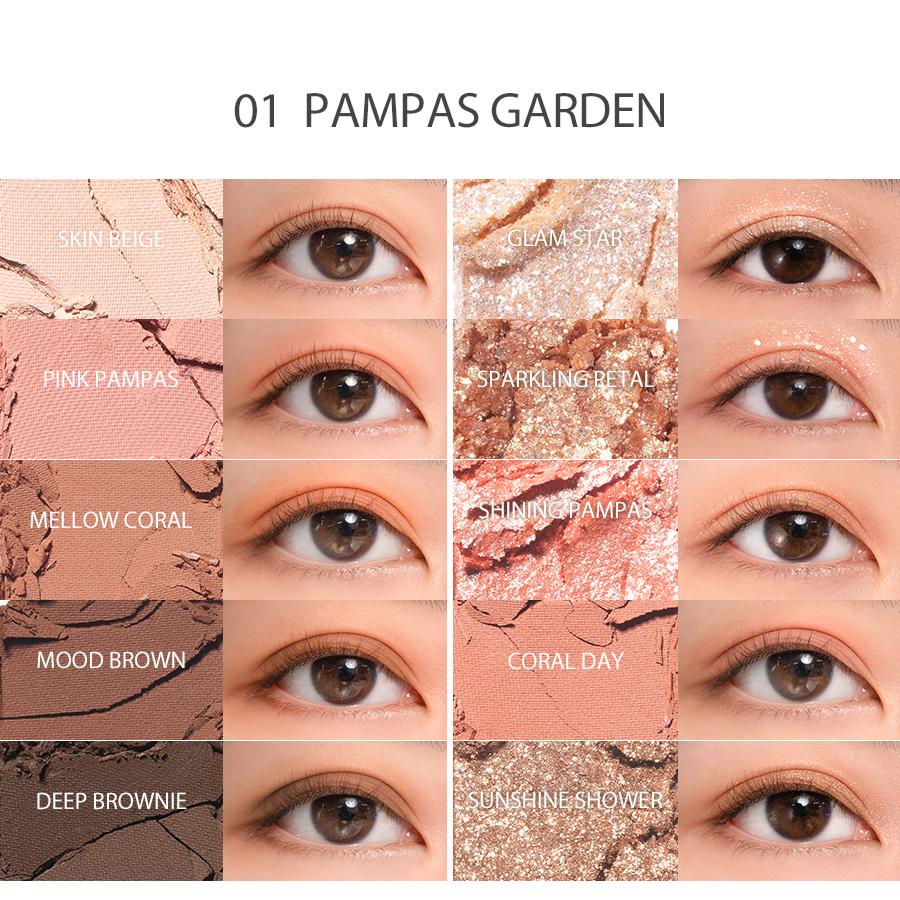 01 PAMPAS GARDEN
SKIN BEIGE
GLAM STAR
PINK PAMPAS
SPARKLING PETAL
MELLOW CORAL
SHINING PAMPAS
MOOD BROWN
CORAL DAY
DEEP BROWNIE
SUNSHINE SHOWER